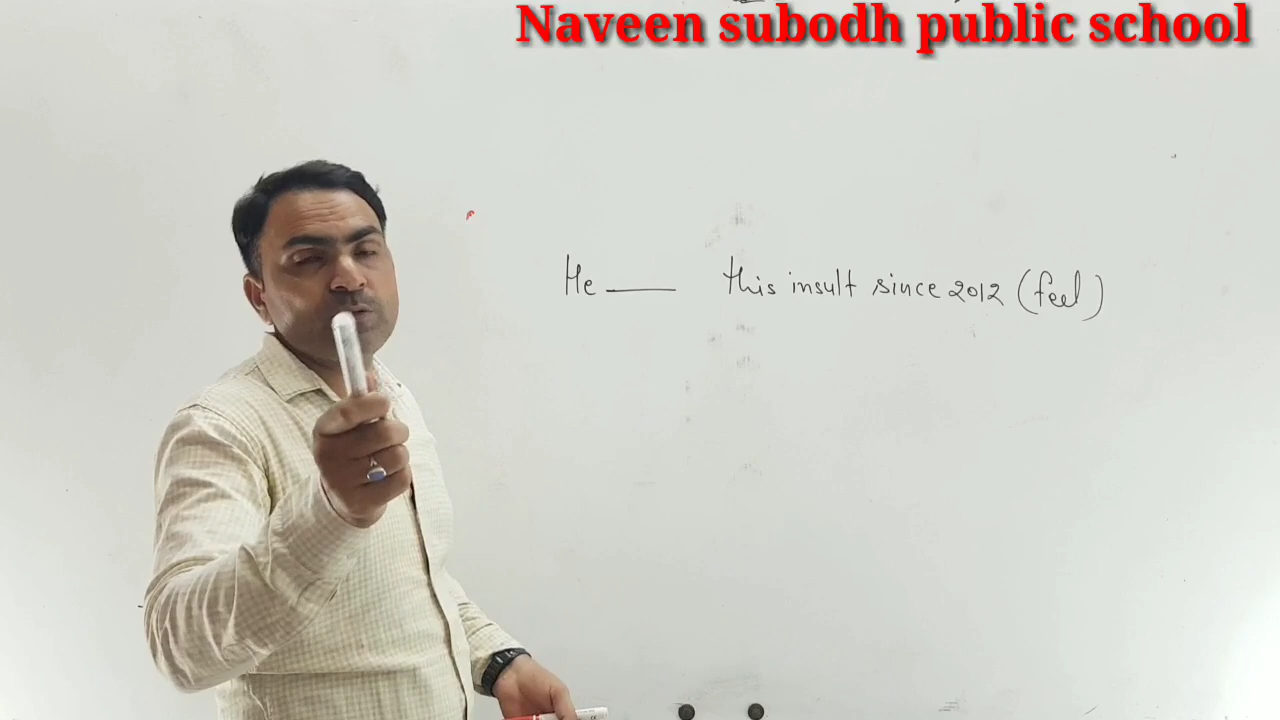 Naveen subodh public school
He ____ this insult since 2012 (feel)